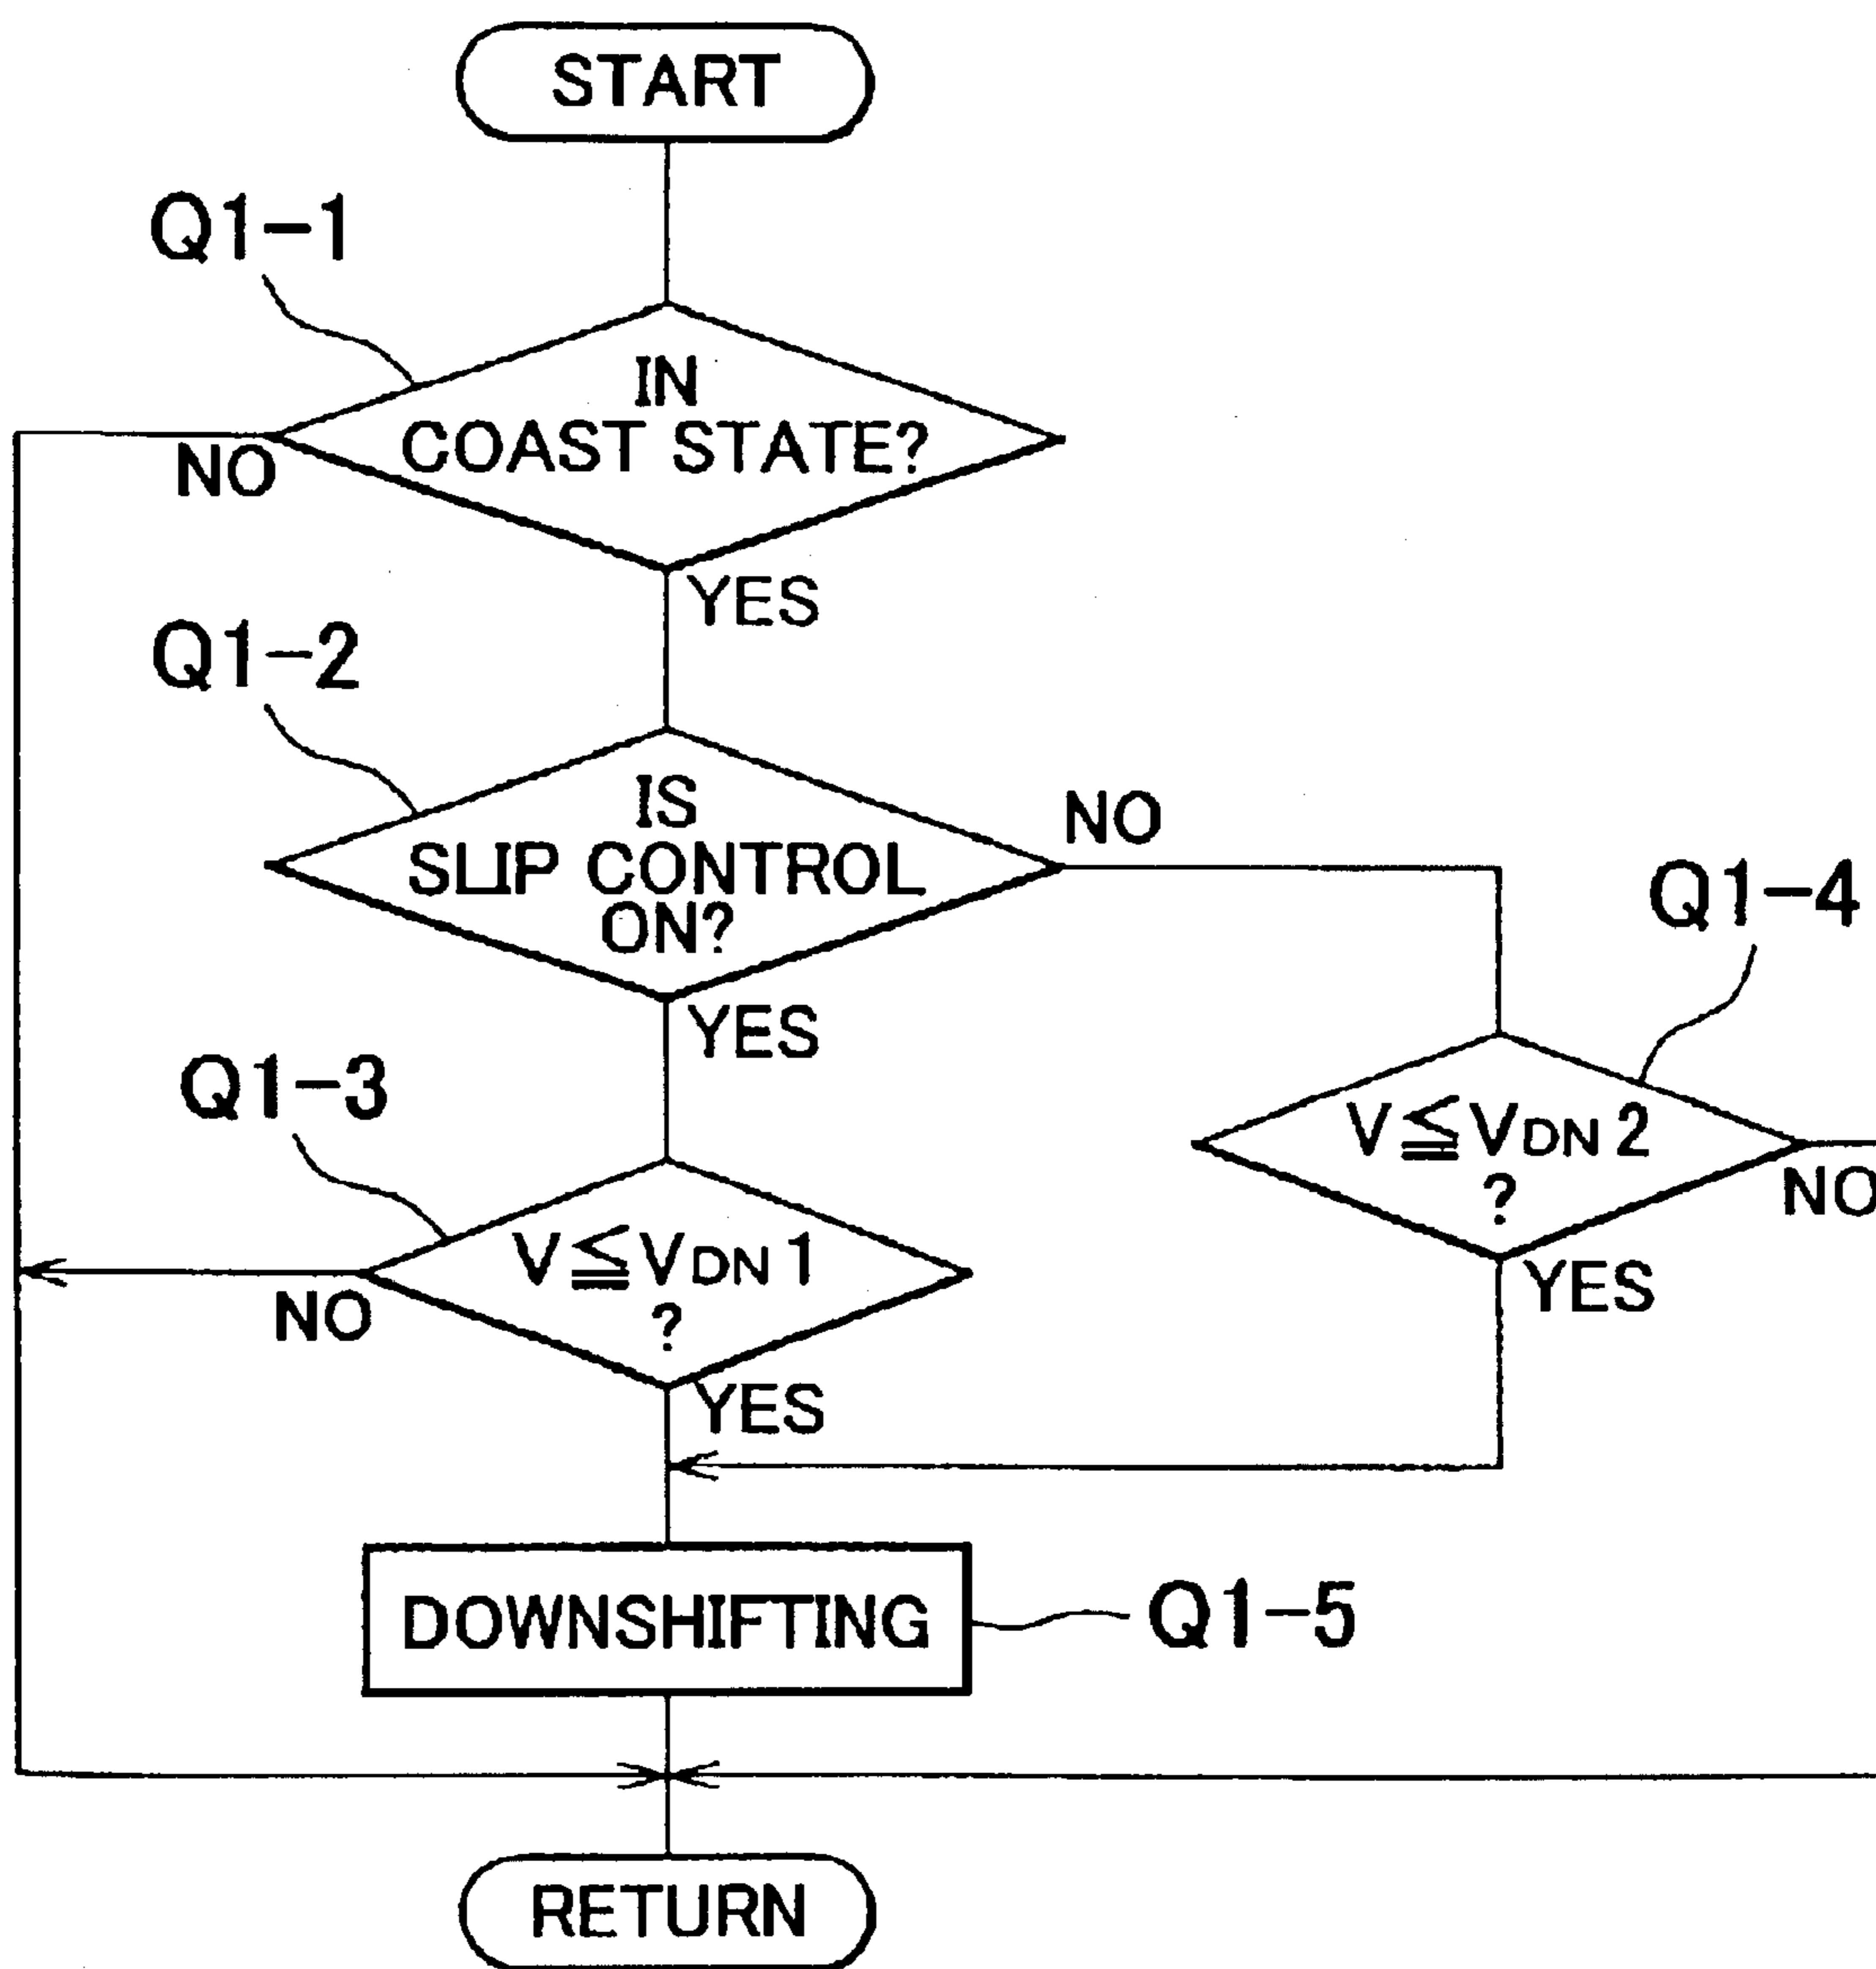 START
Q1-1
IN
COAST STATE?
NO
YES
Q1-2
IS
SLIP CONTROL
ON?
NO
YES
Q1-4
V≦VDN 2
?
NO
YES
Q1-3
V≦VDN 1
?
NO
YES
DOWNSHIFTING
Q1-5
RETURN